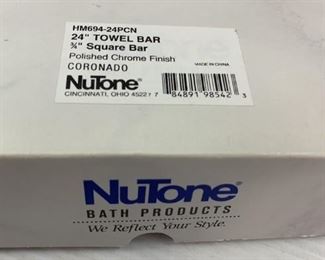 HM694-24PCN
24" TOWEL BAR
¾" Square Bar
Polished Chrome Finish
CORONADO
MADE IN CHINA
NuTone®
CINCINNATI, OHIO 45227
7 84891 98542 3
NuTone®
BATH PRODUCTS
We Reflect Your Style.